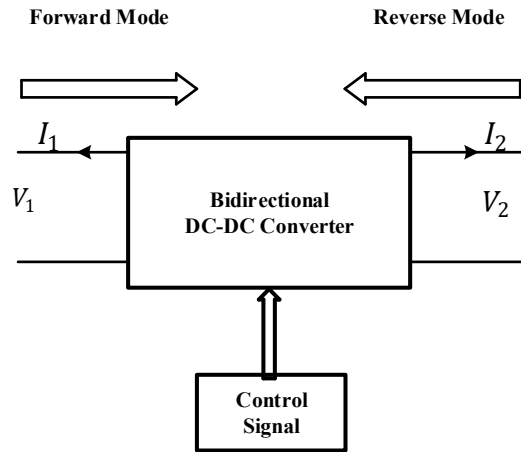 Forward Mode
Reverse Mode
I1
I2
V1
V2
Bidirectional
DC-DC Converter
Control
Signal